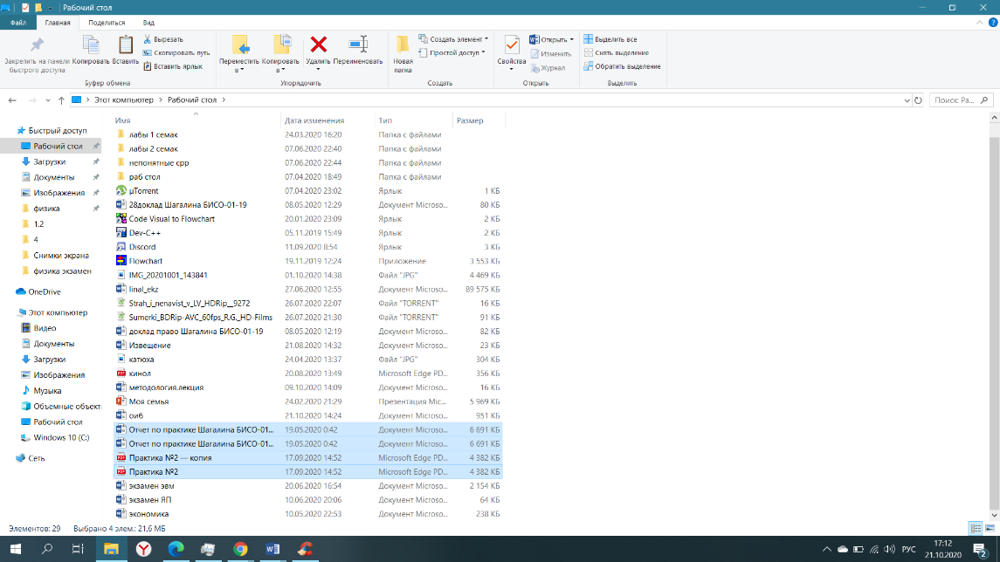 Рабочий стол
Файл Главная Поделиться Вид
Закрепить на панели быстрого доступа
Копировать
Вставить
Вырезать
Скопировать путь
Вставить ярлык
Буфер обмена
Переместить в
Копировать в
Удалить
Переименовать
Упорядочить
Новая папка
Создать элемент
Простой доступ
Создать
Свойства
Открыть
Изменить
Журнал
Открыть
Выделить все
Снять выделение
Обратить выделение
Выделить
Этот компьютер > Рабочий стол >
Поиск: Ра...
Быстрый доступ
Рабочий стол
Загрузки
Документы
Изображения
физика
1.2
4
Снимки экрана
физика экзамен
OneDrive
Этот компьютер
Видео
Документы
Загрузки
Изображения
Музыка
Объемные объект
Рабочий стол
Windows 10 (C:)
Сеть
Имя Дата изменения Тип Размер
лабы 1 семак 24.03.2020 16:20 Папка с файлами
лабы 2 семак 07.06.2020 22:40 Папка с файлами
непонятные срр 07.06.2020 22:44 Папка с файлами
раб стол 07.04.2020 18:49 Папка с файлами
µTorrent 07.04.2020 23:02 Ярлык 1 КБ
28доклад Шагалина БИСО-01-19 08.05.2020 12:29 Документ Microso... 80 КБ
Code Visual to Flowchart 20.01.2020 23:09 Ярлык 2 КБ
Dev-C++ 05.11.2019 15:49 Ярлык 2 КБ
Discord 11.09.2020 8:54 Ярлык 3 КБ
Flowchart 19.11.2019 12:24 Приложение 3 553 КБ
IMG_20201001_143841 01.10.2020 14:38 Файл "JPG" 4 469 КБ
linal_ekz 27.06.2020 12:55 Документ Microso... 89 575 КБ
Strah_i_nenavist_v_LV_HDRip__9272 26.07.2020 22:07 Файл "TORRENT" 16 КБ
Sumerki_BDRip-AVC_60fps_R.G._HD-Films 26.07.2020 21:30 Файл "TORRENT" 91 КБ
доклад право Шагалина БИСО-01-19 08.05.2020 12:19 Документ Microso... 82 КБ
Извещение 21.08.2020 14:32 Документ Microso... 23 КБ
катюха 24.04.2020 13:37 Файл "JPG" 304 КБ
кинол 20.08.2020 13:49 Microsoft Edge PD... 356 КБ
методология.лекция 09.10.2020 14:09 Документ Microso... 16 КБ
Моя семья 24.02.2020 21:29 Презентация Mic... 5 969 КБ
оиб 21.10.2020 14:24 Документ Microso... 951 КБ
Отчет по практике Шагалина БИСО-01... 19.05.2020 0:42 Документ Microso... 6 691 КБ
Отчет по практике Шагалина БИСО-01... 19.05.2020 0:42 Документ Microso... 6 691 КБ
Практика №2 — копия 17.09.2020 14:52 Microsoft Edge PD... 4 382 КБ
Практика №2 17.09.2020 14:52 Microsoft Edge PD... 4 382 КБ
экзамен эвм 20.06.2020 16:54 Документ Microso... 2 154 КБ
экзамен ЯП 10.06.2020 20:06 Документ Microso... 64 КБ
экономика 10.05.2020 22:53 Документ Microso... 238 КБ
Элементов: 29 Выбрано 4 элем.: 21,6 МБ
РУС
17:12
21.10.2020
2